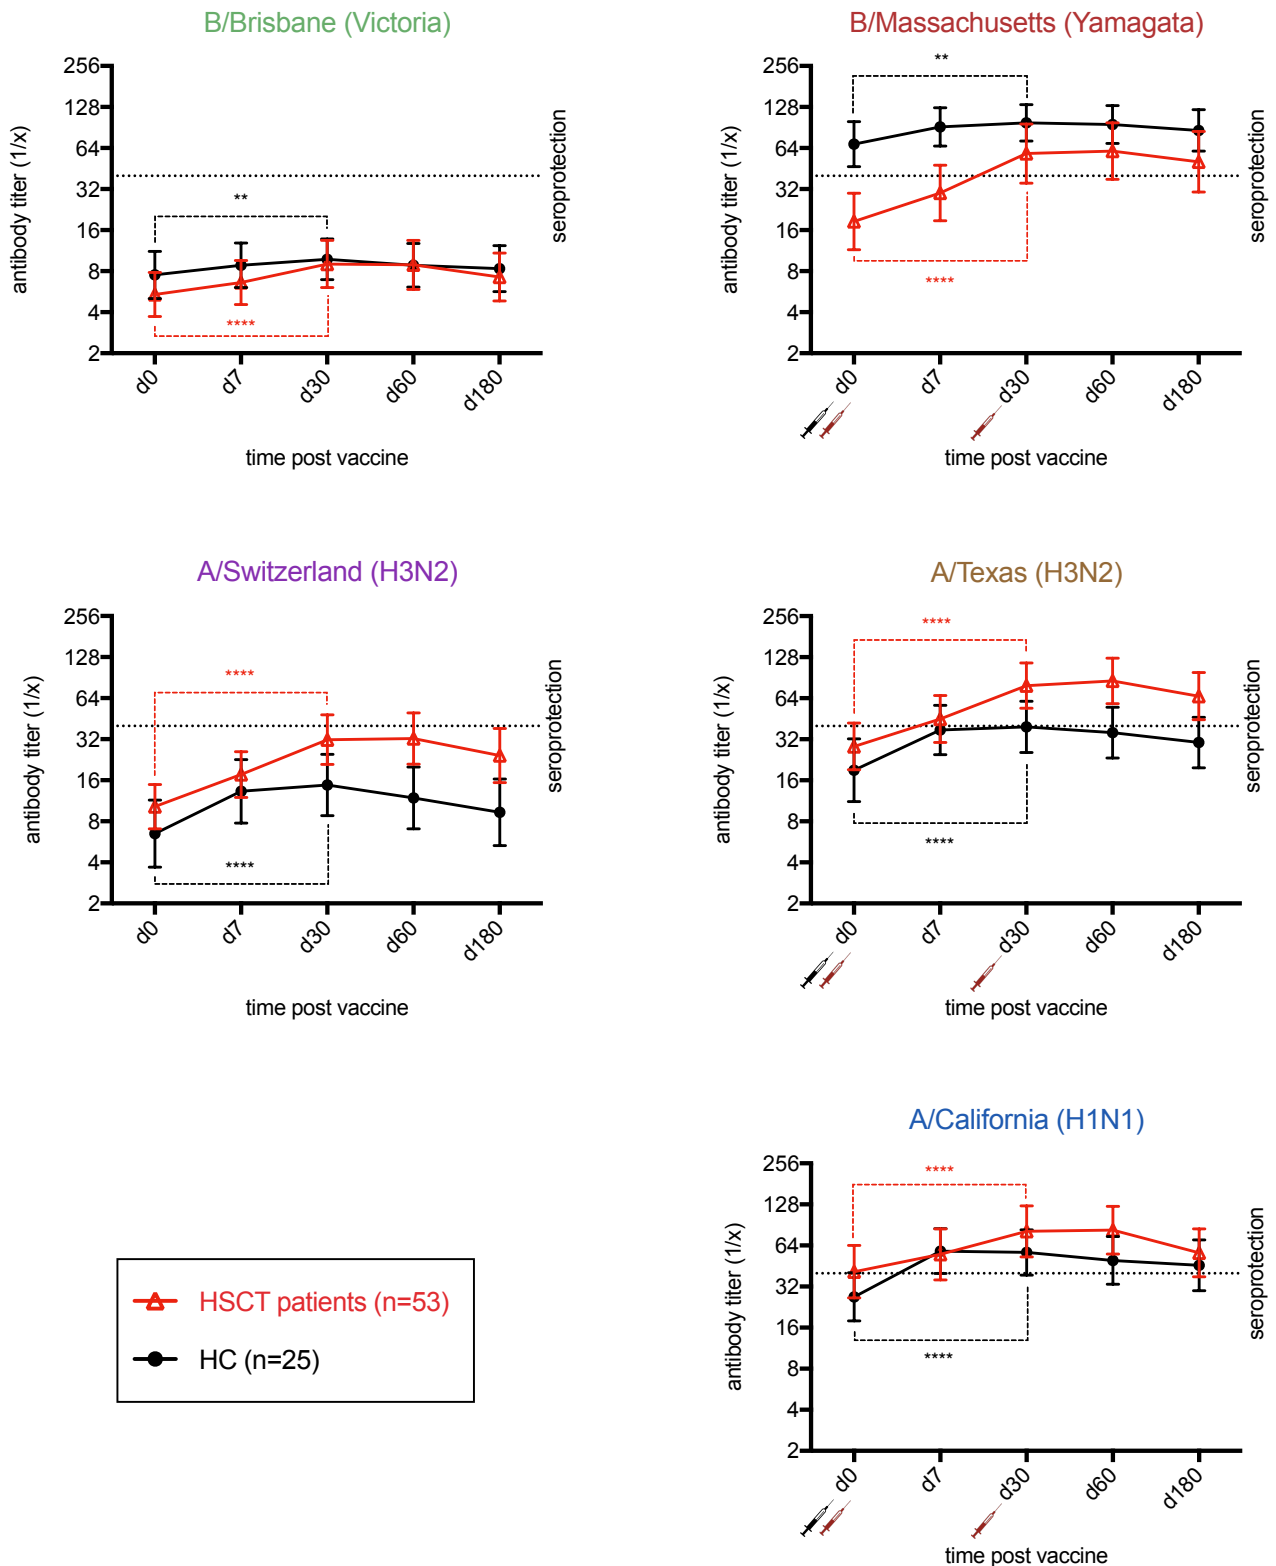 B/Brisbane (Victoria)
256
128
64
32
16
8
4
2
antibody titer (1/x)
seroprotection
**
****
d0
d7
d30
d60
d180
time post vaccine
B/Massachusetts (Yamagata)
256
128
64
32
16
8
4
2
antibody titer (1/x)
seroprotection
**
****
d0
d7
d30
d60
d180
time post vaccine
A/Switzerland (H3N2)
256
128
64
32
16
8
4
2
antibody titer (1/x)
seroprotection
****
****
d0
d7
d30
d60
d180
time post vaccine
A/Texas (H3N2)
256
128
64
32
16
8
4
2
antibody titer (1/x)
seroprotection
****
****
d0
d7
d30
d60
d180
time post vaccine
HSCT patients (n=53)
HC (n=25)
A/California (H1N1)
256
128
64
32
16
8
4
2
antibody titer (1/x)
seroprotection
****
****
d0
d7
d30
d60
d180
time post vaccine